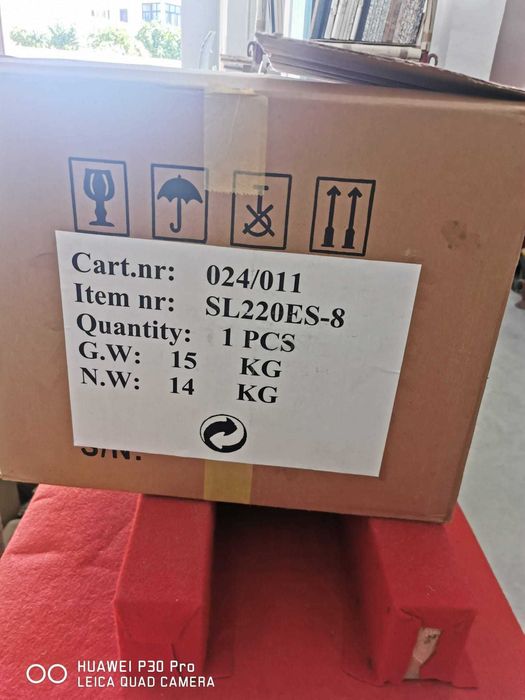 Cart.nr: 024/011
Item nr: SL220ES-8
Quantity: 1 PCS
G.W: 15 KG
N.W: 14 KG
S/N:
HUAWEI P30 Pro
LEICA QUAD CAMERA